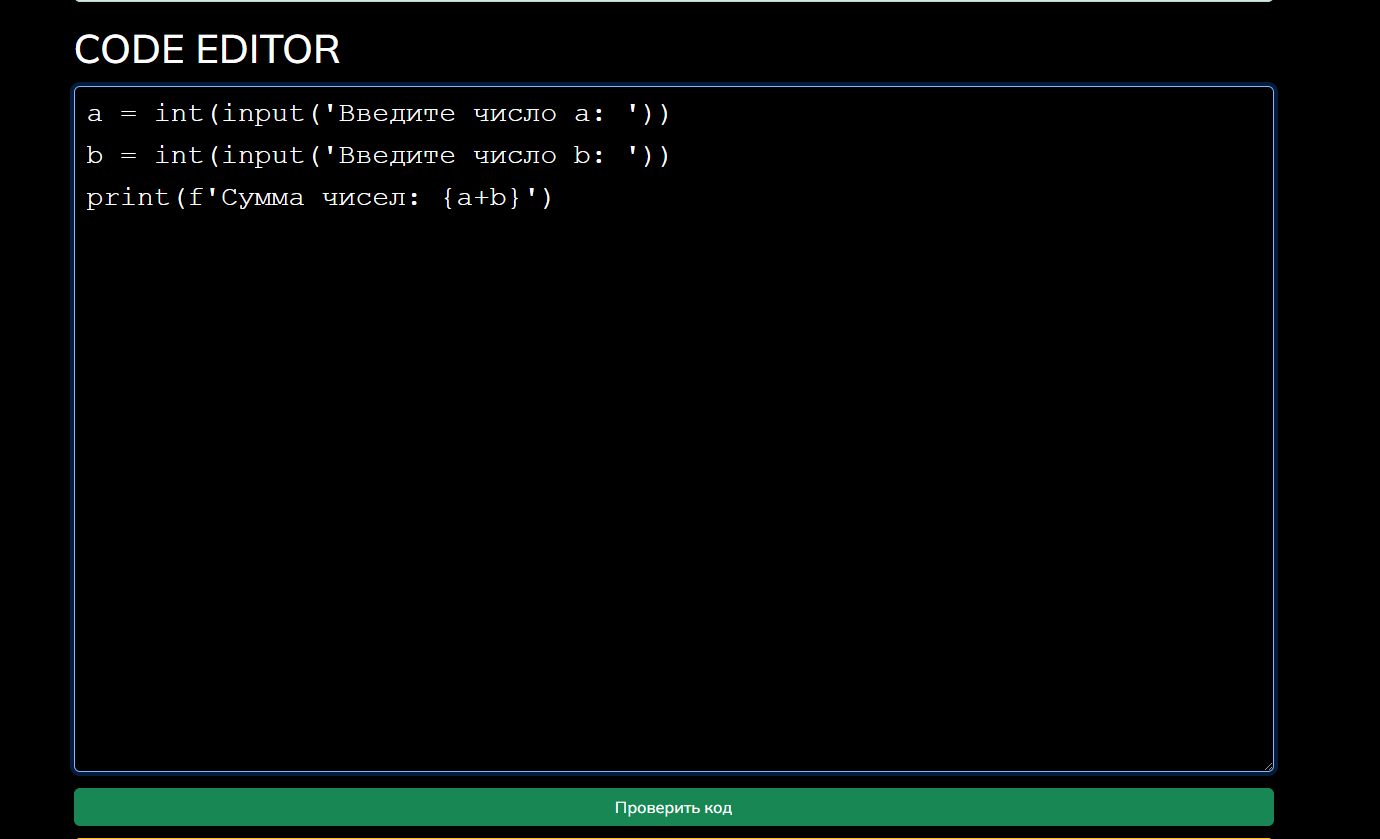 CODE EDITOR
a = int(input('Введите число a: '))
b = int(input('Введите число b: '))
print(f'Сумма чисел: {a+b}')
Проверить код